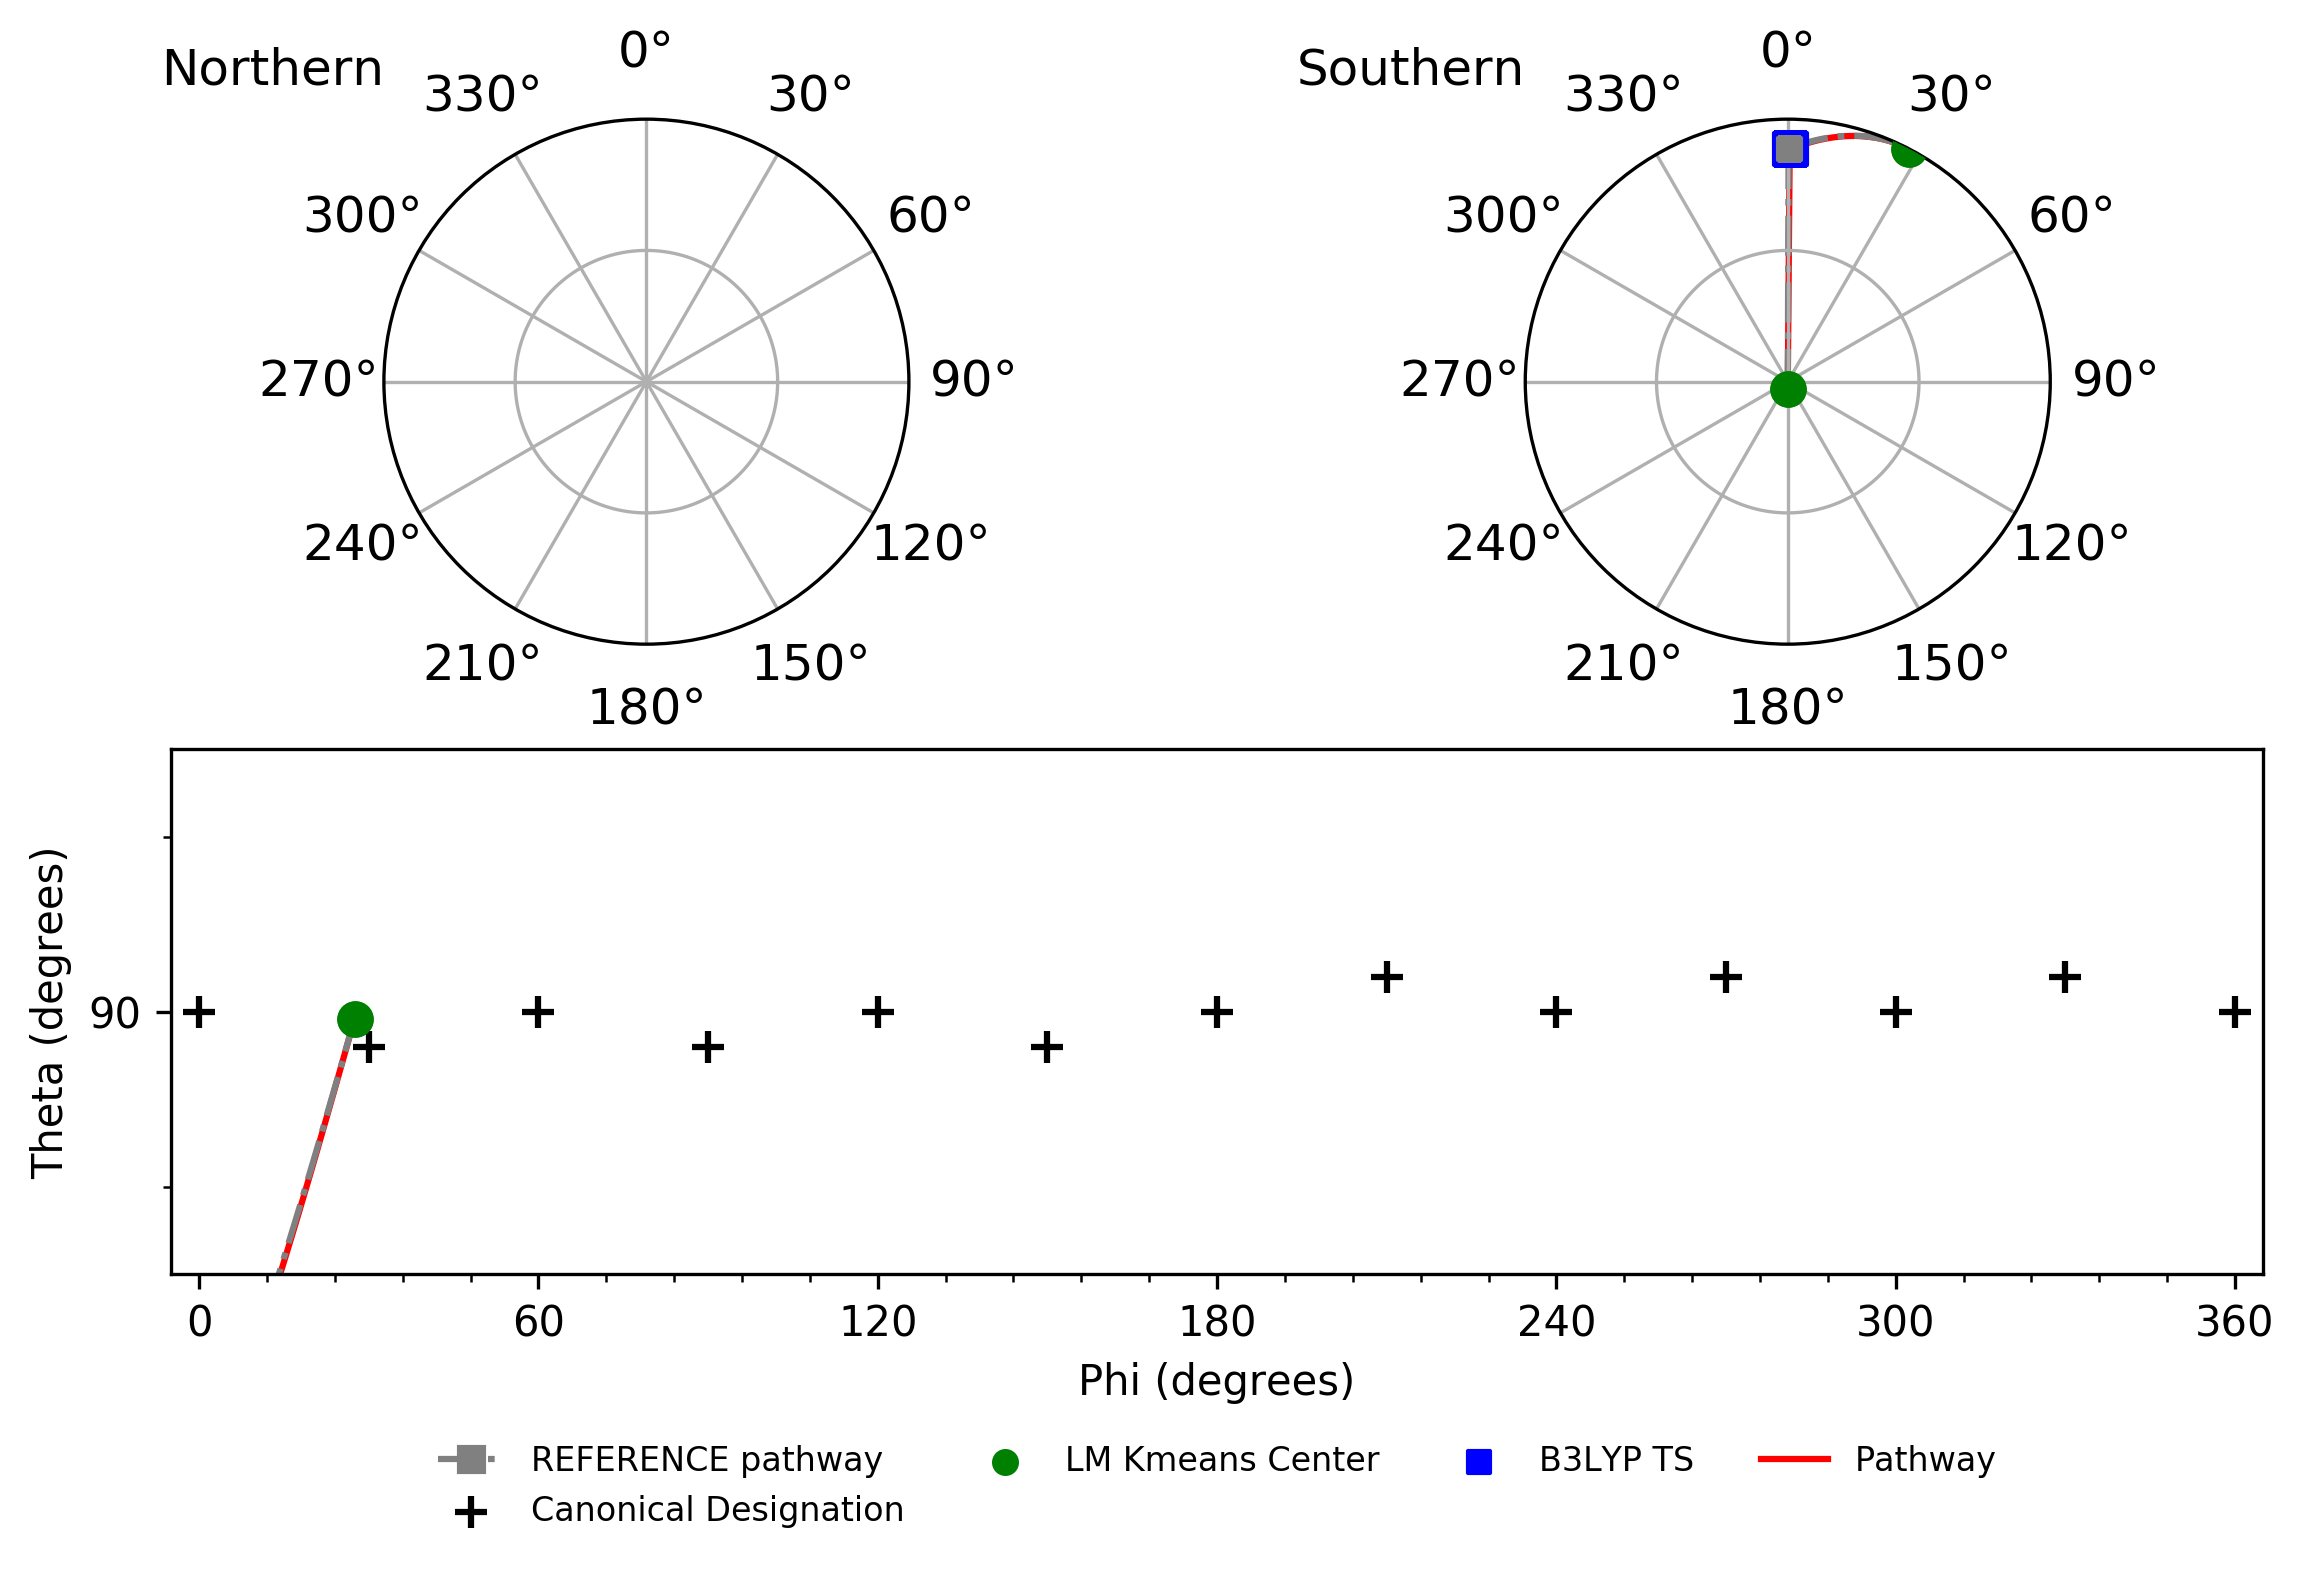 Northern
0°
30°
60°
90°
120°
150°
180°
210°
240°
270°
300°
330°
Southern
0°
30°
60°
90°
120°
150°
180°
210°
240°
270°
300°
330°
Theta (degrees)
90
0 60 120 180 240 300 360
Phi (degrees)
REFERENCE pathway
Canonical Designation
LM Kmeans Center
B3LYP TS
Pathway